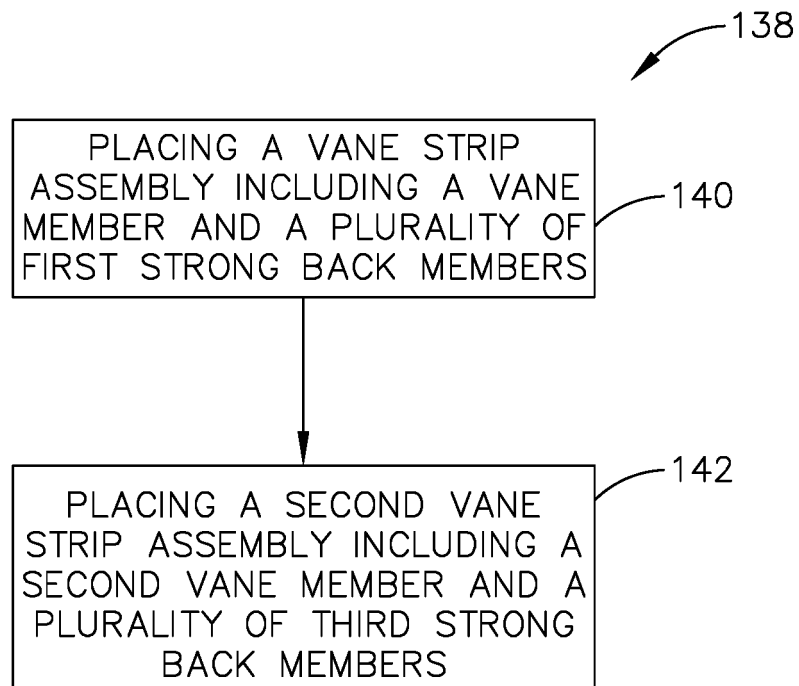 138
PLACING A VANE STRIP
ASSEMBLY INCLUDING A VANE
MEMBER AND A PLURALITY OF
FIRST STRONG BACK MEMBERS
140
PLACING A SECOND VANE
STRIP ASSEMBLY INCLUDING A
SECOND VANE MEMBER AND A
PLURALITY OF THIRD STRONG
BACK MEMBERS
142